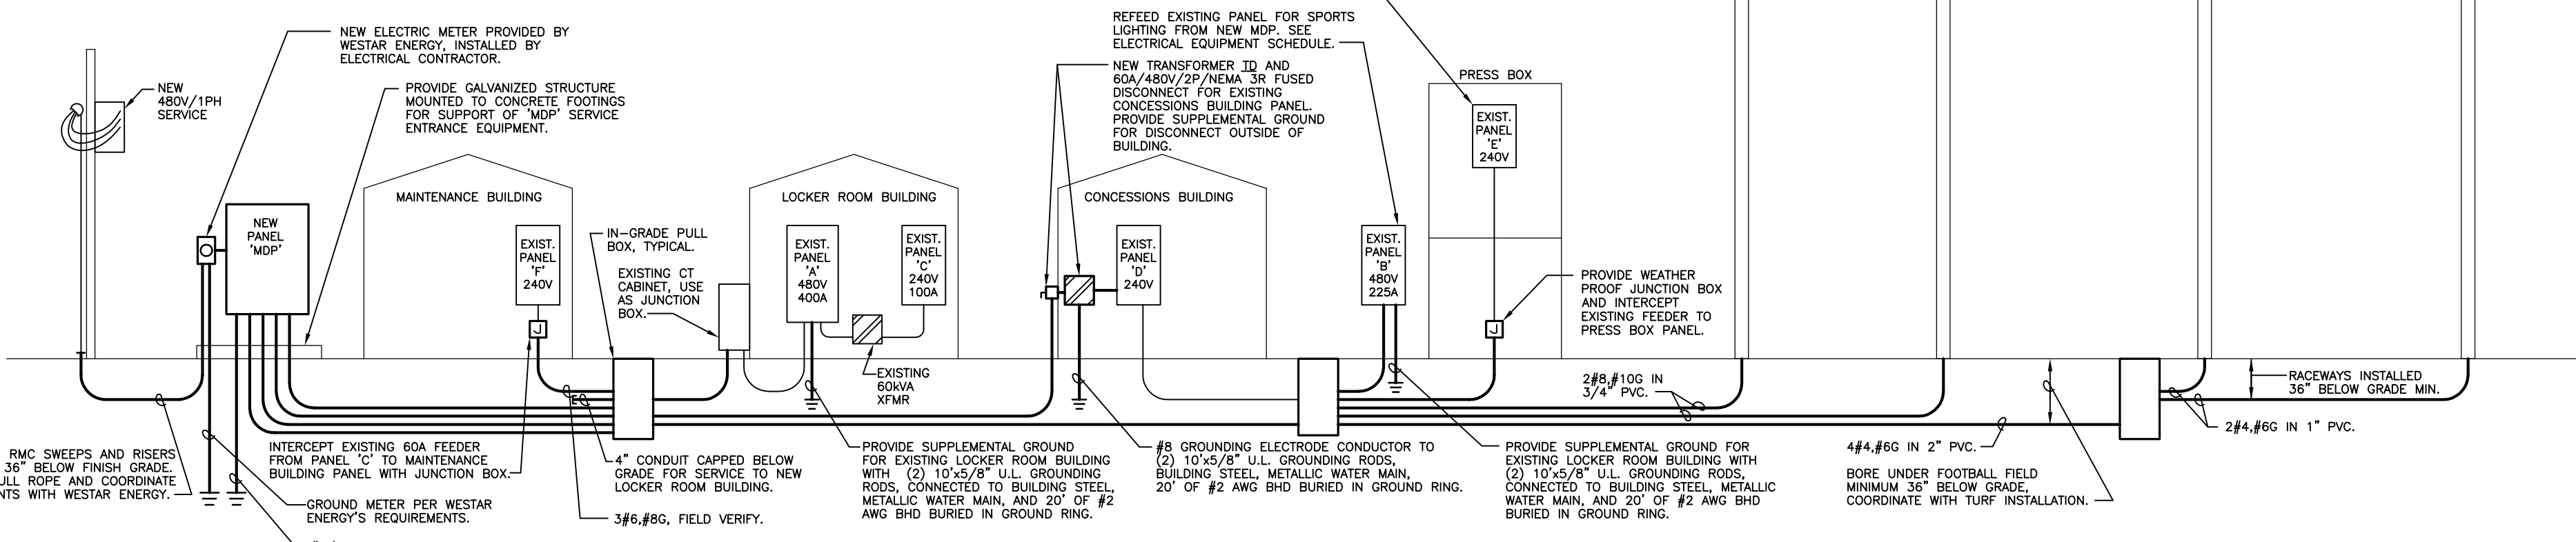 NEW ELECTRIC METER PROVIDED BY
WESTAR ENERGY, INSTALLED BY
ELECTRICAL CONTRACTOR.
NEW
480V/1PH
SERVICE
PROVIDE GALVANIZED STRUCTURE
MOUNTED TO CONCRETE FOOTINGS
FOR SUPPORT OF 'MDP' SERVICE
ENTRANCE EQUIPMENT.
REFEED EXISTING PANEL FOR SPORTS
LIGHTING FROM NEW MDP. SEE
ELECTRICAL EQUIPMENT SCHEDULE.
NEW TRANSFORMER TD AND
60A/480V/2P/NEMA 3R FUSED
DISCONNECT FOR EXISTING
CONCESSIONS BUILDING PANEL.
PROVIDE SUPPLEMENTAL GROUND
FOR DISCONNECT OUTSIDE OF
BUILDING.
PRESS BOX
EXIST.
PANEL
'E'
240V
MAINTENANCE BUILDING
LOCKER ROOM BUILDING
CONCESSIONS BUILDING
NEW
PANEL
'MDP'
EXIST.
PANEL
'F'
240V
J
IN-GRADE PULL
BOX, TYPICAL.
EXISTING CT
CABINET, USE
AS JUNCTION
BOX.
EXIST.
PANEL
'A'
480V
400A
EXIST.
PANEL
'C'
240V
100A
EXISTING
60kVA
XFMR
EXIST.
PANEL
'D'
240V
EXIST.
PANEL
'B'
480V
225A
J
PROVIDE WEATHER
PROOF JUNCTION BOX
AND INTERCEPT
EXISTING FEEDER TO
PRESS BOX PANEL.
E
2#8,#10G IN
3/4" PVC.
RACEWAYS INSTALLED
36" BELOW GRADE MIN.
2#4,#6G IN 1" PVC.
RMC SWEEPS AND RISERS
36" BELOW FINISH GRADE.
ULL ROPE AND COORDINATE
NTS WITH WESTAR ENERGY.
INTERCEPT EXISTING 60A FEEDER
FROM PANEL 'C' TO MAINTENANCE
BUILDING PANEL WITH JUNCTION BOX.
GROUND METER PER WESTAR
ENERGY'S REQUIREMENTS.
4" CONDUIT CAPPED BELOW
GRADE FOR SERVICE TO NEW
LOCKER ROOM BUILDING.
3#6,#8G, FIELD VERIFY.
PROVIDE SUPPLEMENTAL GROUND
FOR EXISTING LOCKER ROOM BUILDING
WITH (2) 10'x5/8" U.L. GROUNDING
RODS, CONNECTED TO BUILDING STEEL,
METALLIC WATER MAIN, AND 20' OF #2
AWG BHD BURIED IN GROUND RING.
#8 GROUNDING ELECTRODE CONDUCTOR TO
(2) 10'x5/8" U.L. GROUNDING RODS,
BUILDING STEEL, METALLIC WATER MAIN,
20' OF #2 AWG BHD BURIED IN GROUND RING.
PROVIDE SUPPLEMENTAL GROUND FOR
EXISTING LOCKER ROOM BUILDING WITH
(2) 10'x5/8" U.L. GROUNDING RODS,
CONNECTED TO BUILDING STEEL, METALLIC
WATER MAIN, AND 20' OF #2 AWG BHD
BURIED IN GROUND RING.
4#4,#6G IN 2" PVC.
BORE UNDER FOOTBALL FIELD
MINIMUM 36" BELOW GRADE,
COORDINATE WITH TURF INSTALLATION.